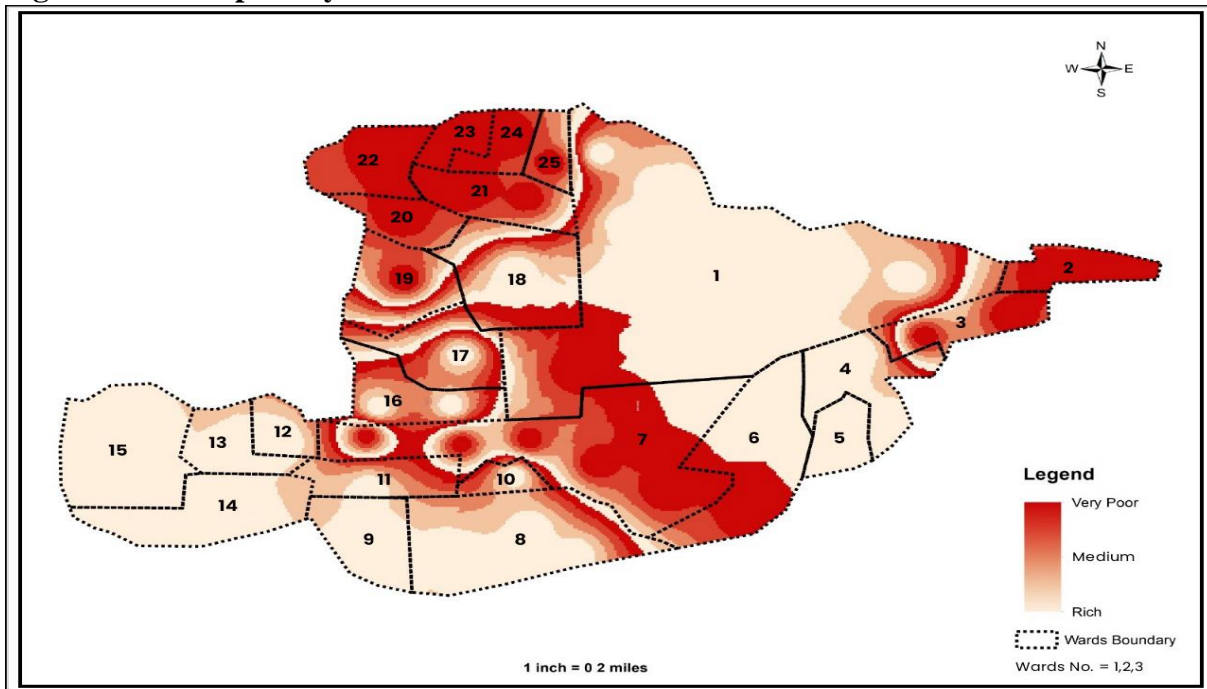 N
W E
S
23
24
25
22
21
20
19
18
1
2
3
17
4
16
5
15
13
12
7
6
11
10
14
9
8
Legend
Very Poor
Medium
Rich
Wards Boundary
Wards No. = 1,2,3
1 inch = 0 2 miles